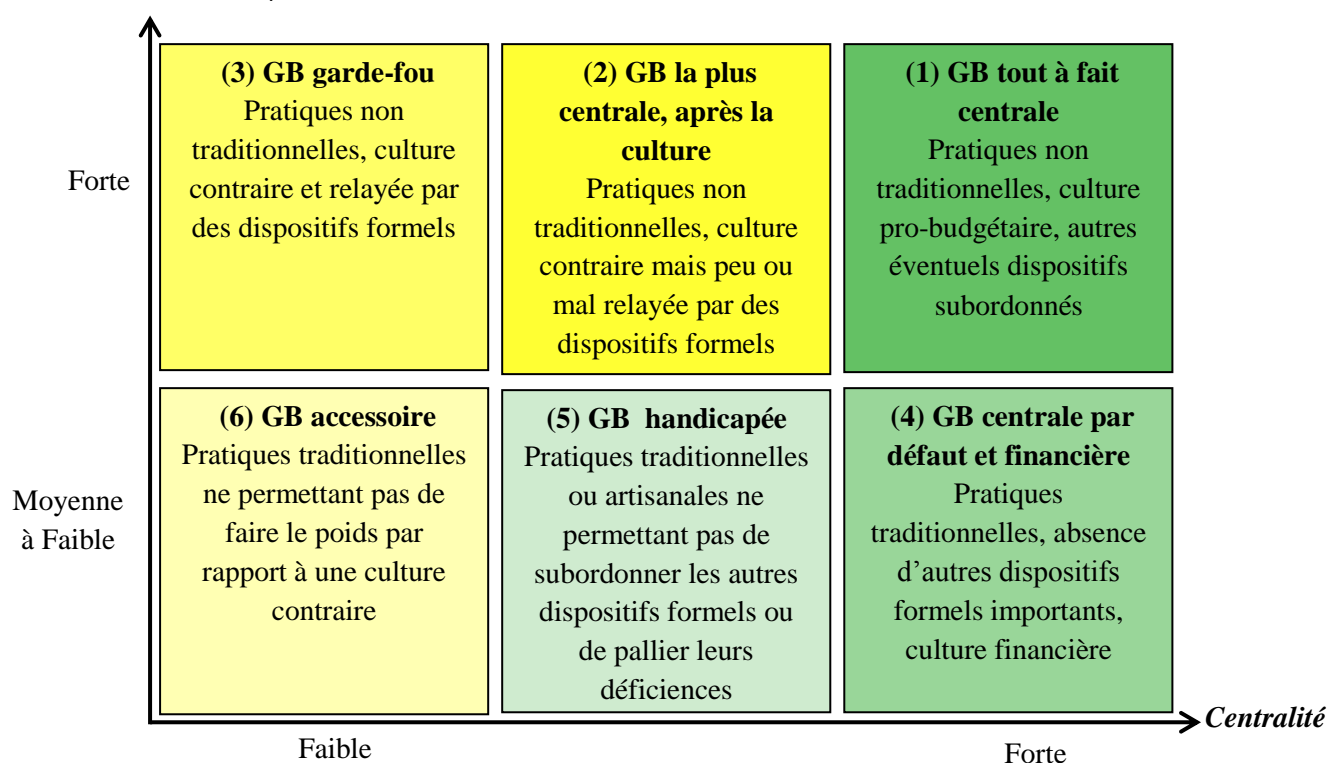 (3) GB garde-fou
Pratiques non
traditionnelles, culture
contraire et relayée par
des dispositifs formels
(2) GB la plus
centrale, après la
culture
Pratiques non
traditionnelles, culture
contraire mais peu ou
mal relayée par des
dispositifs formels
(1) GB tout à fait
centrale
Pratiques non
traditionnelles, culture
pro-budgétaire, autres
éventuels dispositifs
subordonnés
Forte
(6) GB accessoire
Pratiques traditionnelles
ne permettant pas de
faire le poids par
rapport à une culture
contraire
(5) GB handicapée
Pratiques traditionnelles
ou artisanales ne
permettant pas de
subordonner les autres
dispositifs formels ou
de pallier leurs
déficiences
(4) GB centrale par
défaut et financière
Pratiques
traditionnelles, absence
d'autres dispositifs
formels importants,
culture financière
Moyenne
à Faible
Centralité
Faible
Forte